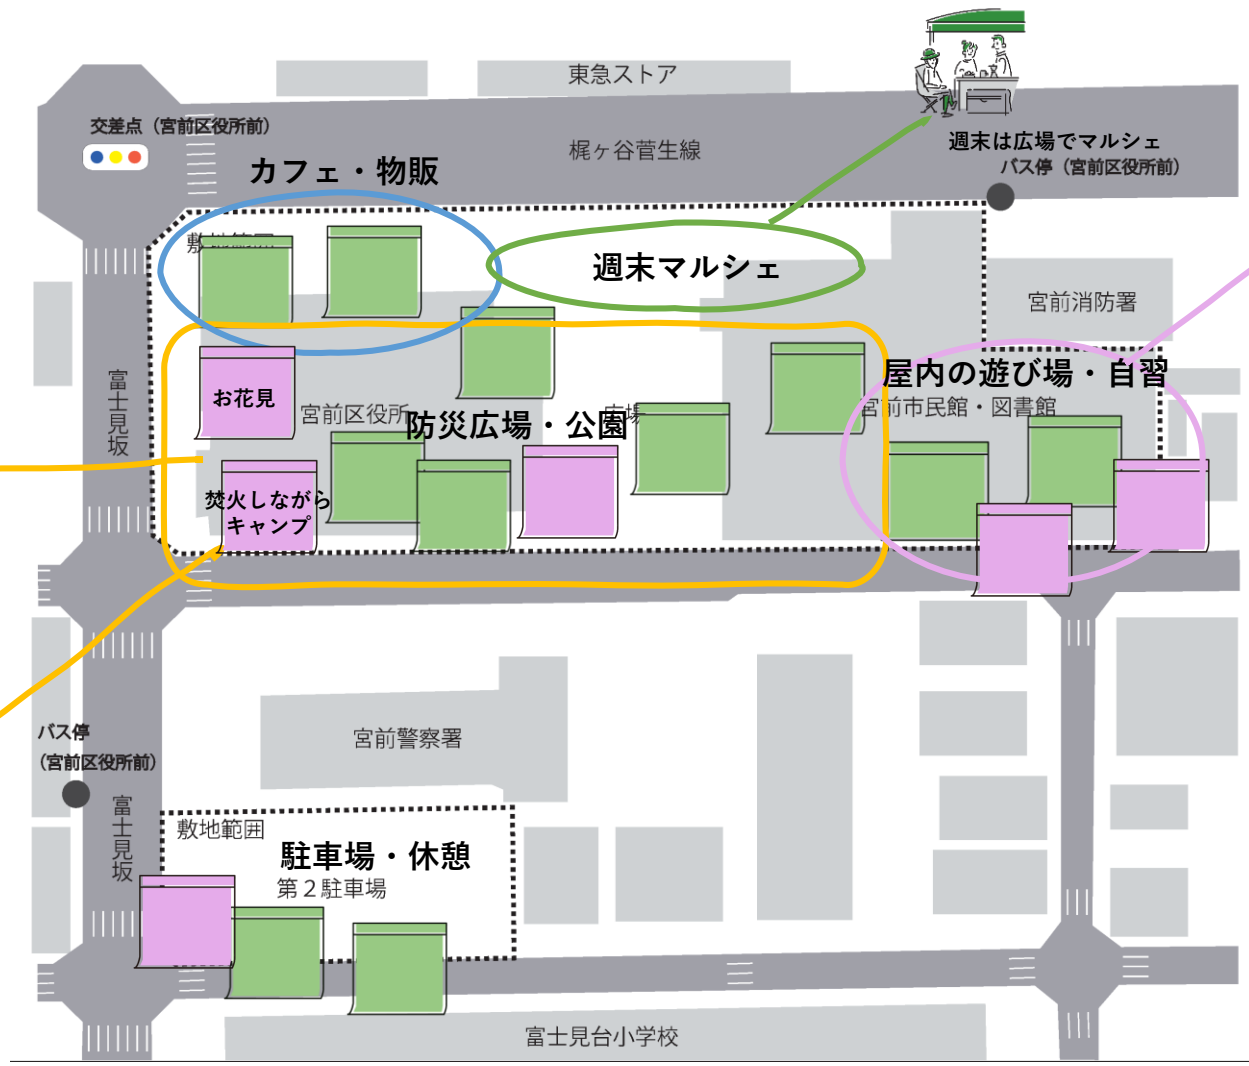 東急ストア
交差点（宮前区役所前）
梶ヶ谷菅生線
週末は広場でマルシェ
バス停（宮前区役所前）
カフェ・物販
敷地範囲
週末マルシェ
宮前消防署
富士見坂
お花見
宮前区役所
防災広場・公園
広場
屋内の遊び場・自習
宮前市民館・図書館
焚火しながら
キャンプ
宮前警察署
バス停
（宮前区役所前）
富士見坂
敷地範囲
駐車場・休憩
第２駐車場
富士見台小学校